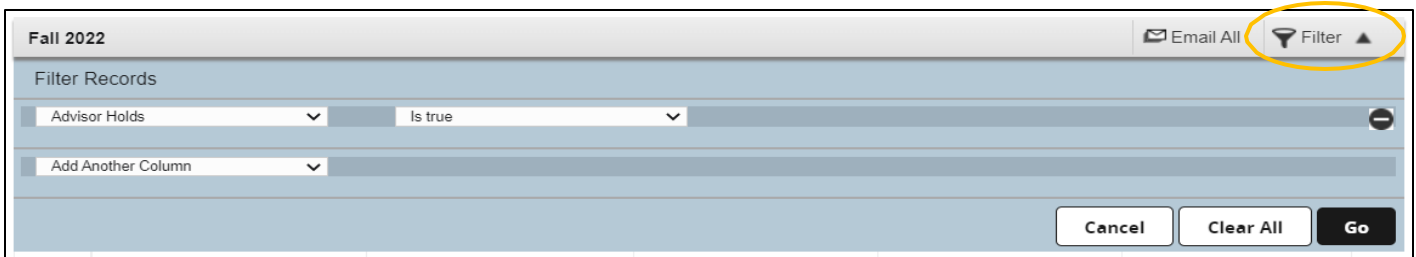 Fall 2022 Email All Filter
Filter Records
Advisor Holds Is true
Add Another Column
Cancel Clear All Go